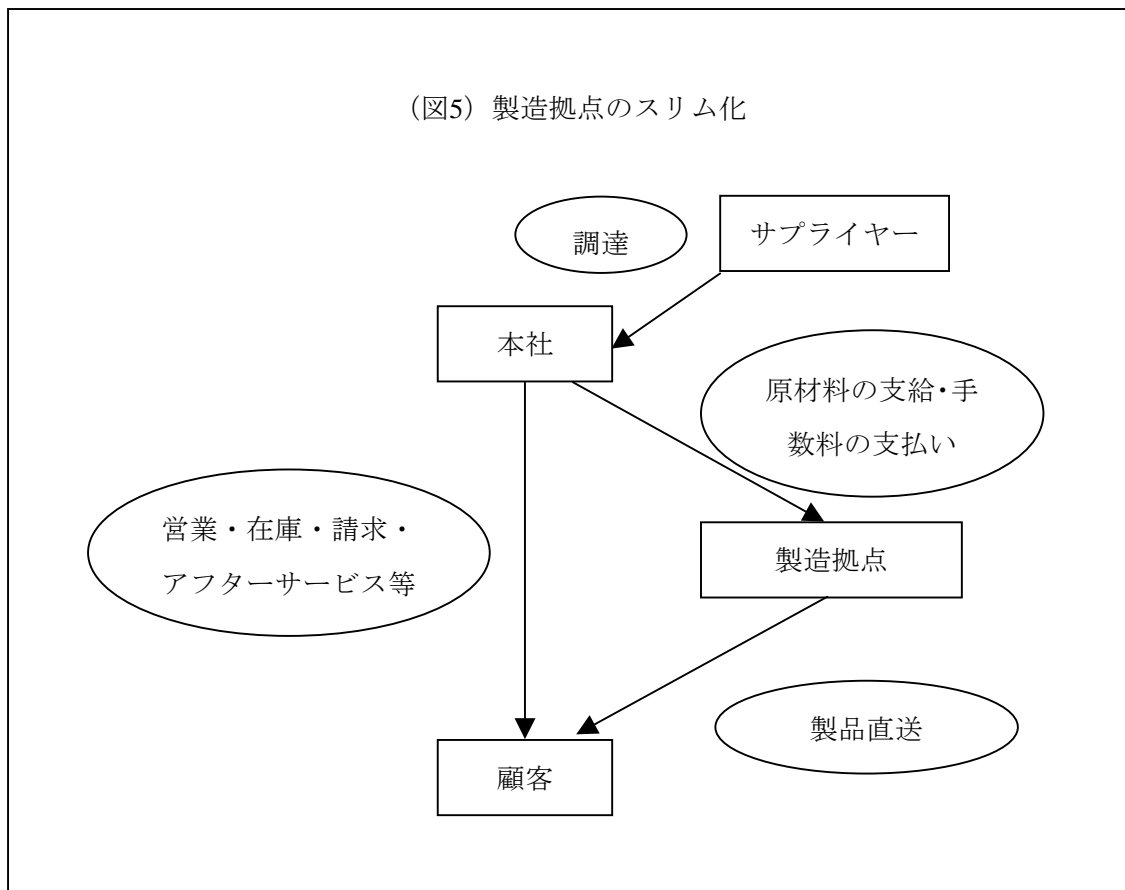 （図5）製造拠点のスリム化
調達
サプライヤー
本社
原材料の支給・手
数料の支払い
営業・在庫・請求・
アフターサービス等
製造拠点
製品直送
顧客